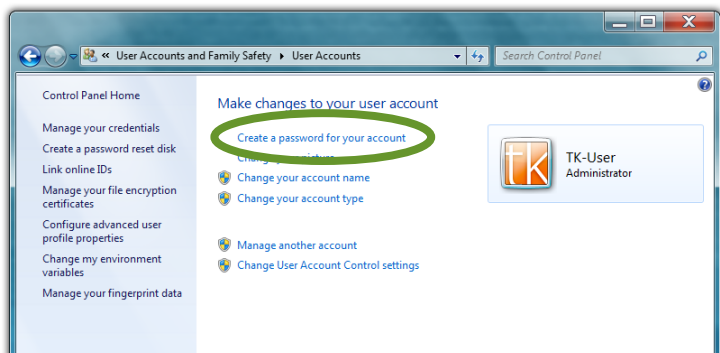 « User Accounts and Family Safety ▸ User Accounts
Search Control Panel
Control Panel Home
Manage your credentials
Create a password reset disk
Link online IDs
Manage your file encryption
certificates
Configure advanced user
profile properties
Change my environment
variables
Manage your fingerprint data
Make changes to your user account
Create a password for your account
Change your picture
Change your account name
Change your account type
Manage another account
Change User Account Control settings
tk
TK-User
Administrator